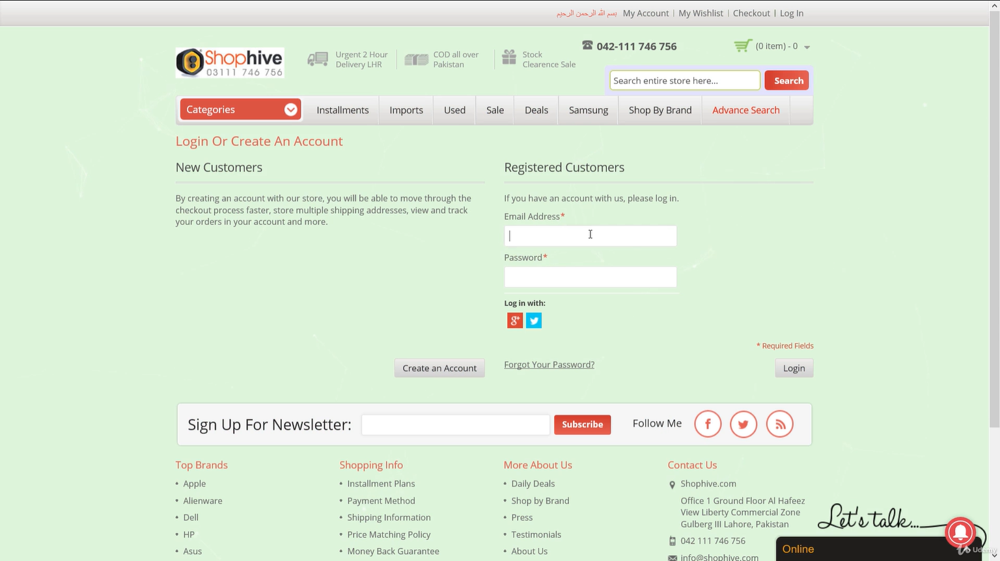 بسم الله الرحمن الرحيم My Account | My Wishlist | Checkout | Log In
Shophive
03111 746 756
Urgent 2 Hour
Delivery LHR
COD all over
Pakistan
Stock
Clearence Sale
042-111 746 756
(0 item) - 0
Search entire store here...
Search
Categories
Installments
Imports
Used
Sale
Deals
Samsung
Shop By Brand
Advance Search
Login Or Create An Account
New Customers
By creating an account with our store, you will be able to move through the
checkout process faster, store multiple shipping addresses, view and track
your orders in your account and more.
Create an Account
Registered Customers
If you have an account with us, please log in.
Email Address*
Password*
Log in with:
g+
* Required Fields
Forgot Your Password?
Login
Sign Up For Newsletter:
Subscribe
Follow Me
f
Top Brands
• Apple
• Alienware
• Dell
• HP
• Asus
Shopping Info
• Installment Plans
• Payment Method
• Shipping Information
• Price Matching Policy
• Money Back Guarantee
More About Us
• Daily Deals
• Shop by Brand
• Press
• Testimonials
• About Us
Contact Us
Shophive.com
Office 1 Ground Floor Al Hafeez
View Liberty Commercial Zone
Gulberg III Lahore, Pakistan
042 111 746 756
info@shophive.com
Let's talk...
Online
Udemy